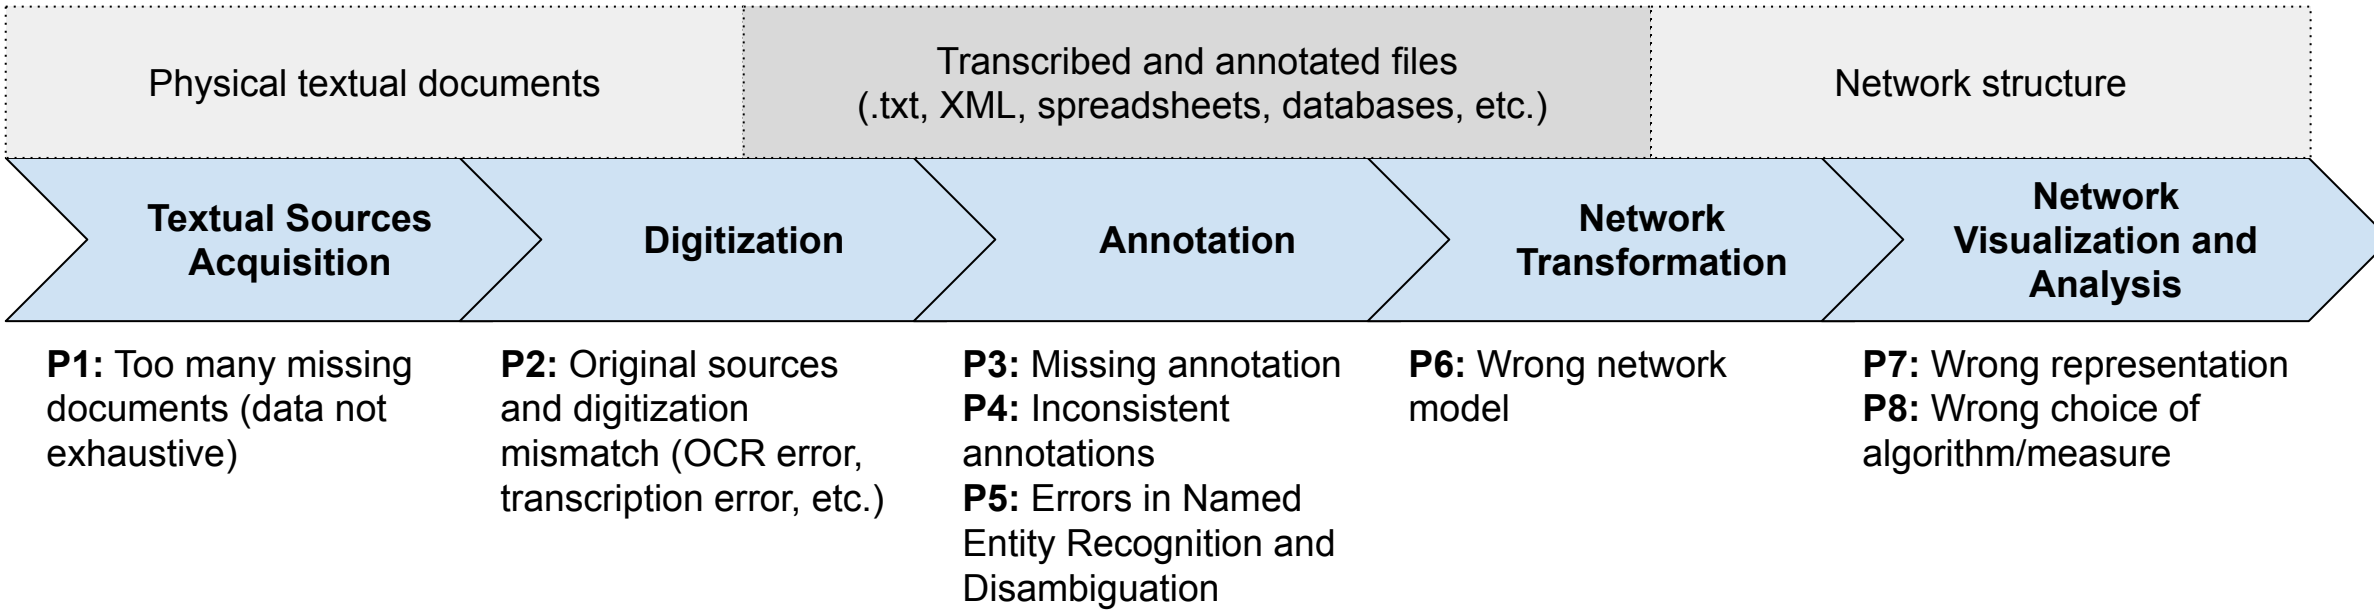 Physical textual documents
Transcribed and annotated files
(.txt, XML, spreadsheets, databases, etc.)
Network structure
Textual Sources
Acquisition
Digitization
Annotation
Network
Transformation
Network
Visualization and
Analysis
P1: Too many missing
documents (data not
exhaustive)
P2: Original sources
and digitization
mismatch (OCR error,
transcription error, etc.)
P3: Missing annotation
P4: Inconsistent
annotations
P5: Errors in Named
Entity Recognition and
Disambiguation
P6: Wrong network
model
P7: Wrong representation
P8: Wrong choice of
algorithm/measure